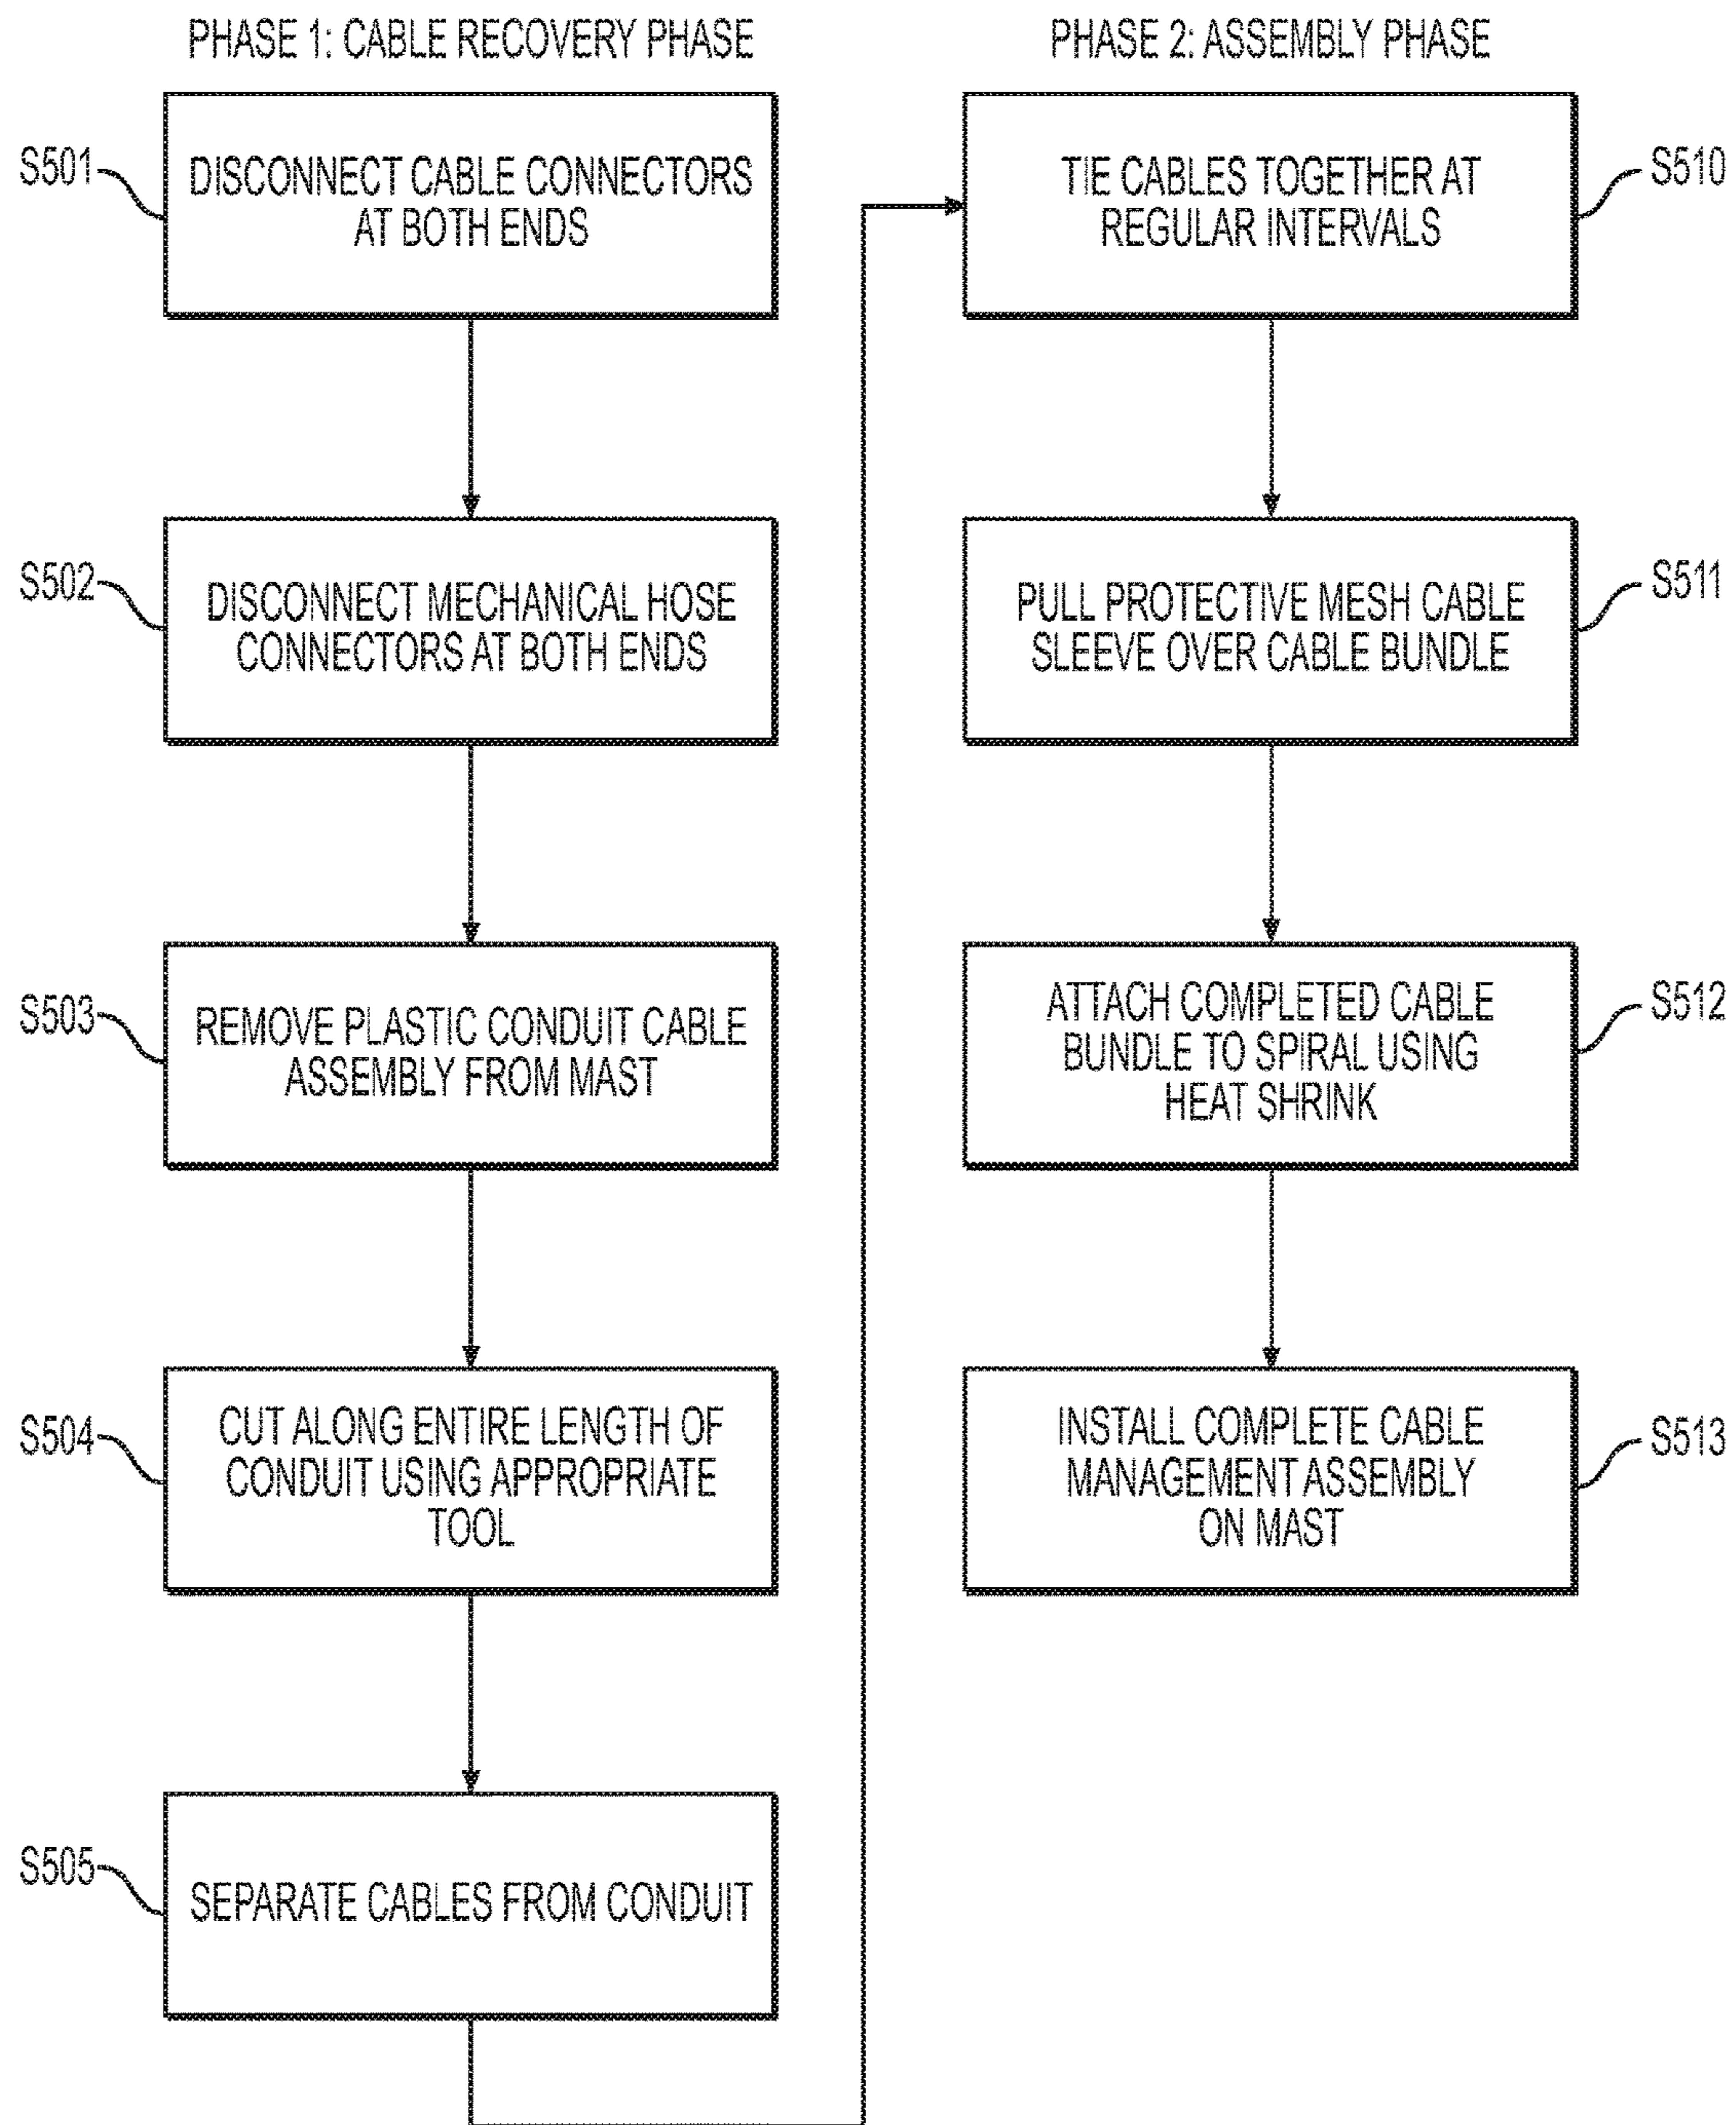 PHASE 1: CABLE RECOVERY PHASE
S501
DISCONNECT CABLE CONNECTORS
AT BOTH ENDS
S502
DISCONNECT MECHANICAL HOSE
CONNECTORS AT BOTH ENDS
S503
REMOVE PLASTIC CONDUIT CABLE
ASSEMBLY FROM MAST
S504
CUT ALONG ENTIRE LENGTH OF
CONDUIT USING APPROPRIATE
TOOL
S505
SEPARATE CABLES FROM CONDUIT
PHASE 2: ASSEMBLY PHASE
S510
TIE CABLES TOGETHER AT
REGULAR INTERVALS
S511
PULL PROTECTIVE MESH CABLE
SLEEVE OVER CABLE BUNDLE
S512
ATTACH COMPLETED CABLE
BUNDLE TO SPIRAL USING
HEAT SHRINK
S513
INSTALL COMPLETE CABLE
MANAGEMENT ASSEMBLY
ON MAST